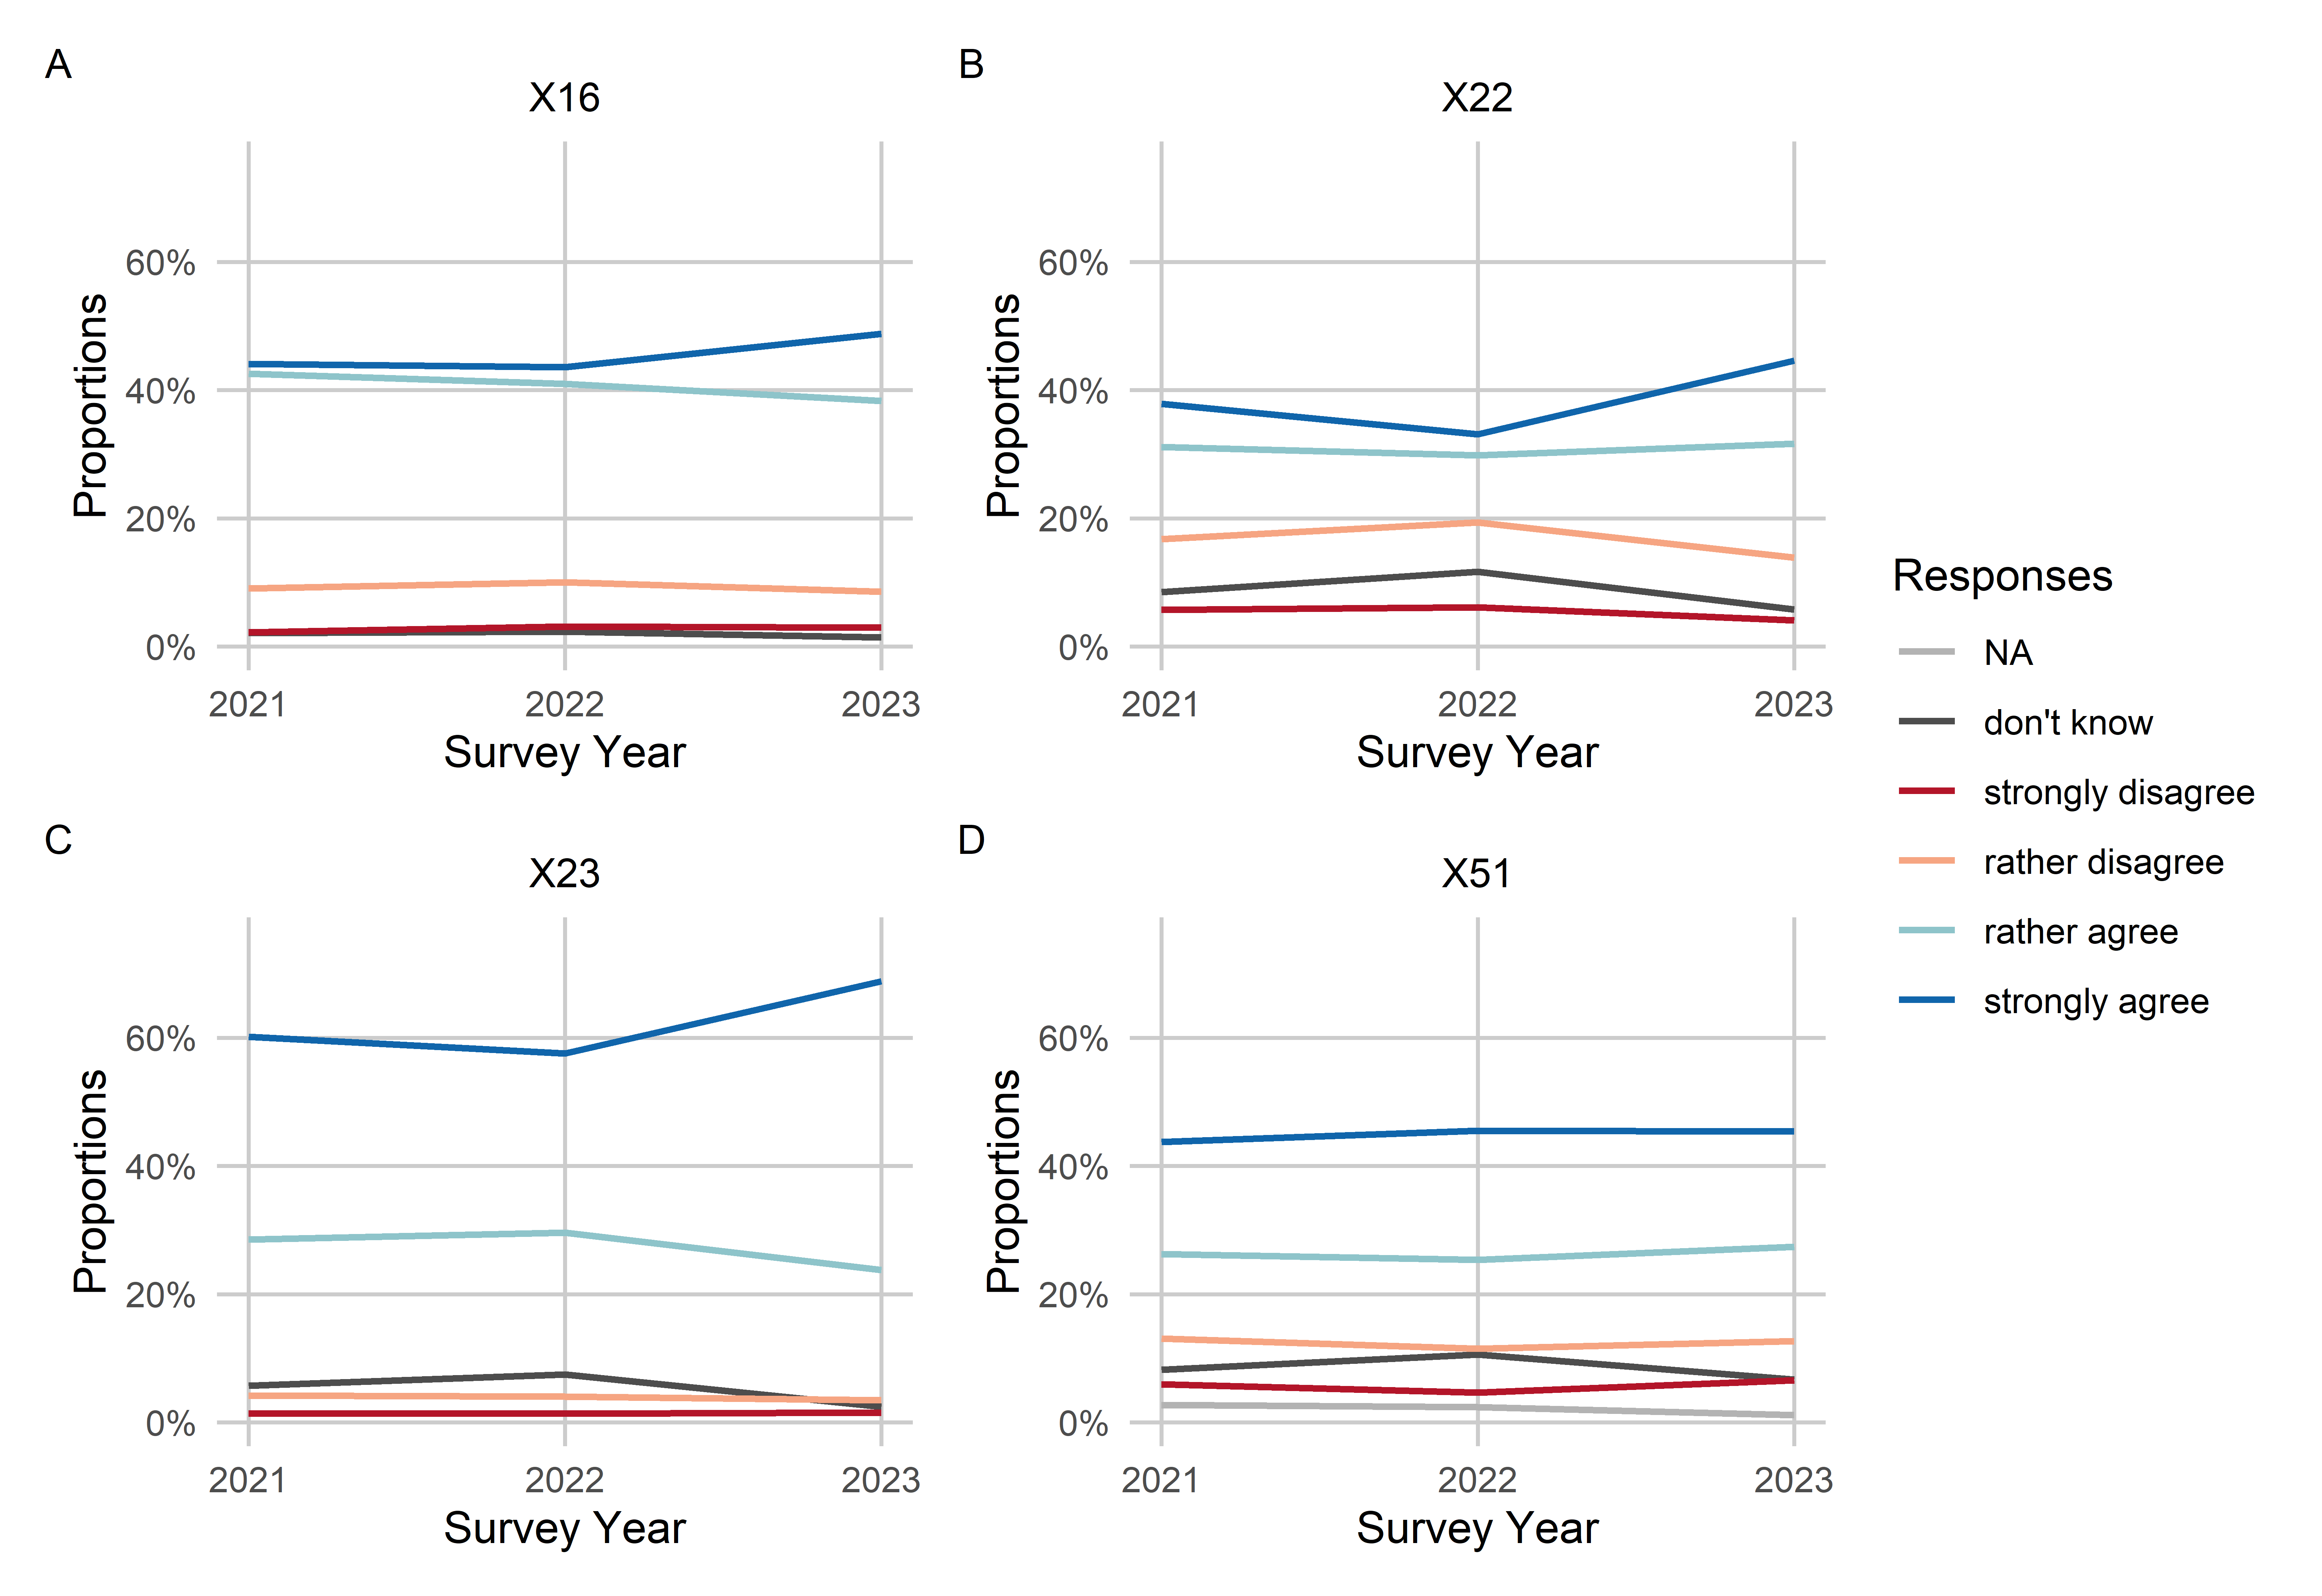 A
X16
60%
40%
20%
0%
Proportions
2021 2022 2023
Survey Year
B
X22
60%
40%
20%
0%
Proportions
2021 2022 2023
Survey Year
C
X23
60%
40%
20%
0%
Proportions
2021 2022 2023
Survey Year
D
X51
60%
40%
20%
0%
Proportions
2021 2022 2023
Survey Year
Responses
NA
don't know
strongly disagree
rather disagree
rather agree
strongly agree